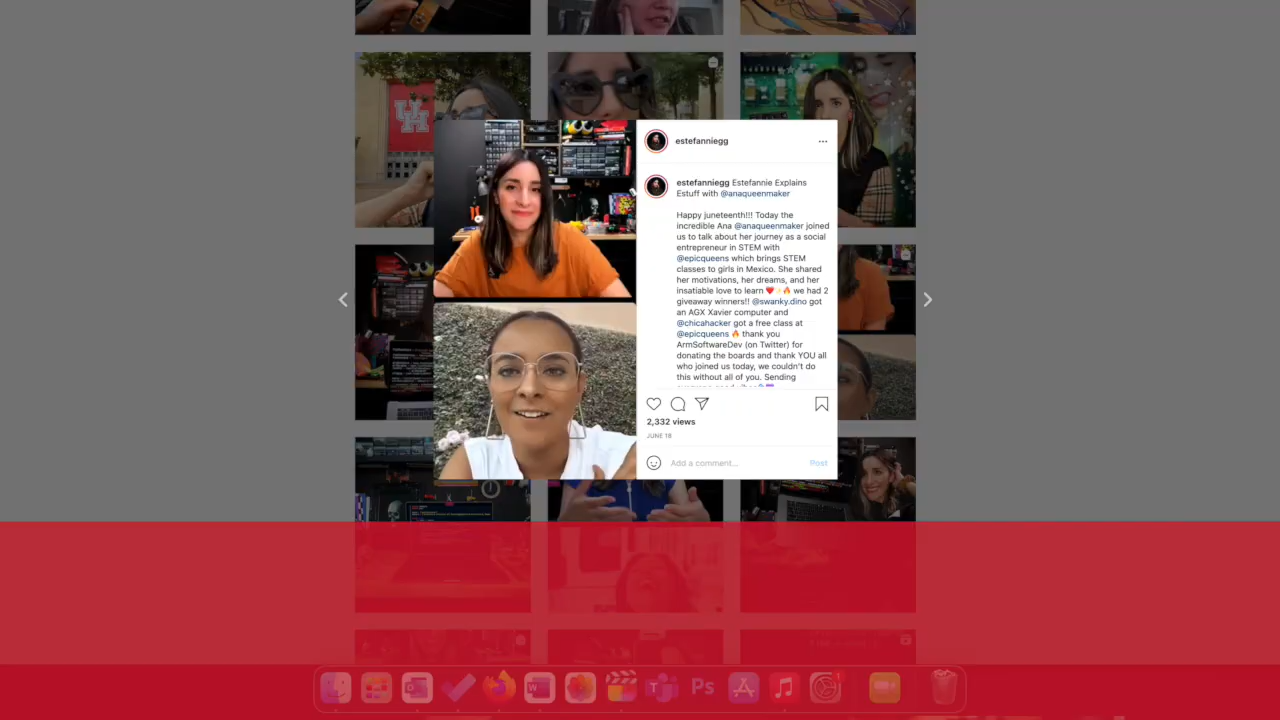 UH
estefanniegg
estefanniegg Estefannie Explains
Estuff with @anaqueenmaker
Happy juneteenth!!! Today the
incredible Ana @anaqueenmaker joined
us to talk about her journey as a social
entrepreneur in STEM with
@epicqueens which brings STEM
classes to girls in Mexico. She shared
her motivations, her dreams, and her
insatiable love to learn ❤️✨🔥 we had 2
giveaway winners!! @swanky.dino got
an AGX Xavier computer and
@chicahacker got a free class at
@epicqueens 🔥 thank you
ArmSoftwareDev (on Twitter) for
donating the boards and thank YOU all
who joined us today, we couldn't do
this without all of you. Sending
2,332 views
JUNE 18
Add a comment... Post
Ps